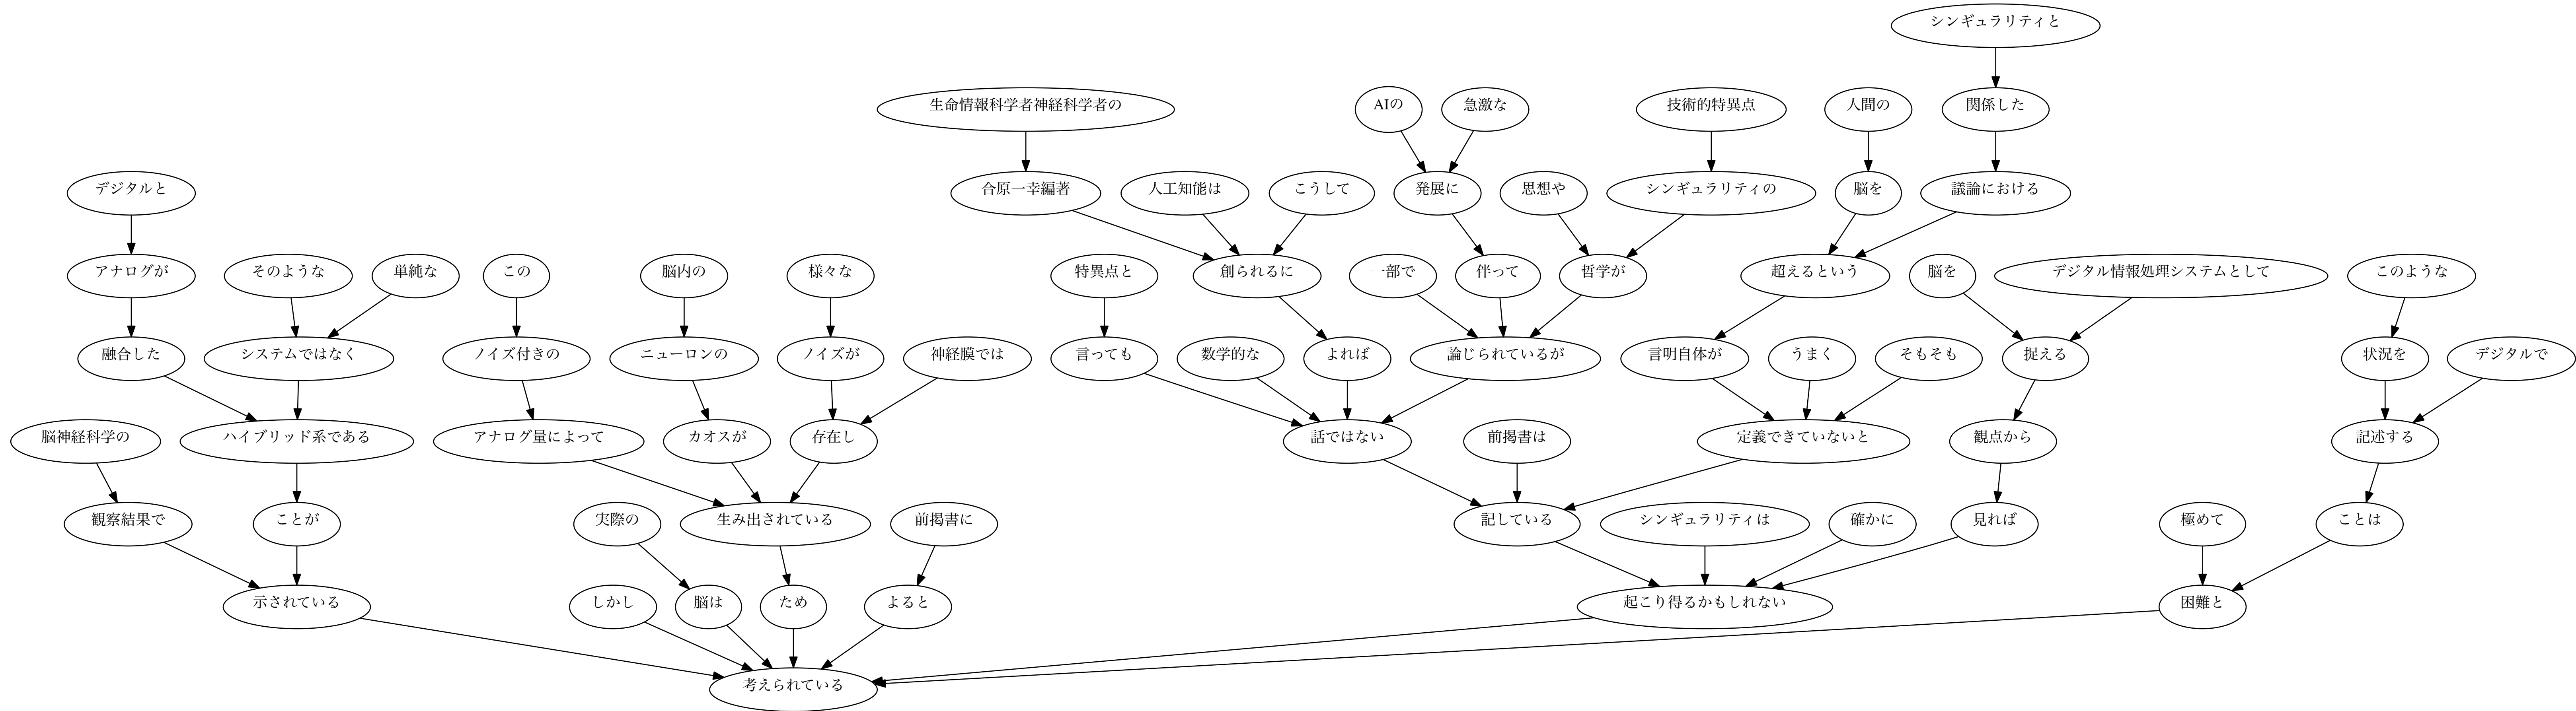 シンギュラリティと
生命情報科学者神経科学者の
AIの
急激な
技術的特異点
人間の
関係した
デジタルと
合原一幸編著
人工知能は
こうして
発展に
思想や
シンギュラリティの
脳を
議論における
アナログが
そのような
単純な
この
脳内の
様々な
特異点と
創られるに
一部で
伴って
哲学が
超えるという
脳を
デジタル情報処理システムとして
このような
融合した
システムではなく
ノイズ付きの
ニューロンの
ノイズが
神経膜では
言っても
数学的な
よれば
論じられているが
言明自体が
うまく
そもそも
捉える
状況を
デジタルで
脳神経科学の
ハイブリッド系である
アナログ量によって
カオスが
存在し
話ではない
前掲書は
定義できていないと
観点から
記述する
観察結果で
ことが
実際の
生み出されている
前掲書に
記している
シンギュラリティは
確かに
見れば
極めて
ことは
示されている
しかし
脳は
ため
よると
起こり得るかもしれない
困難と
考えられている